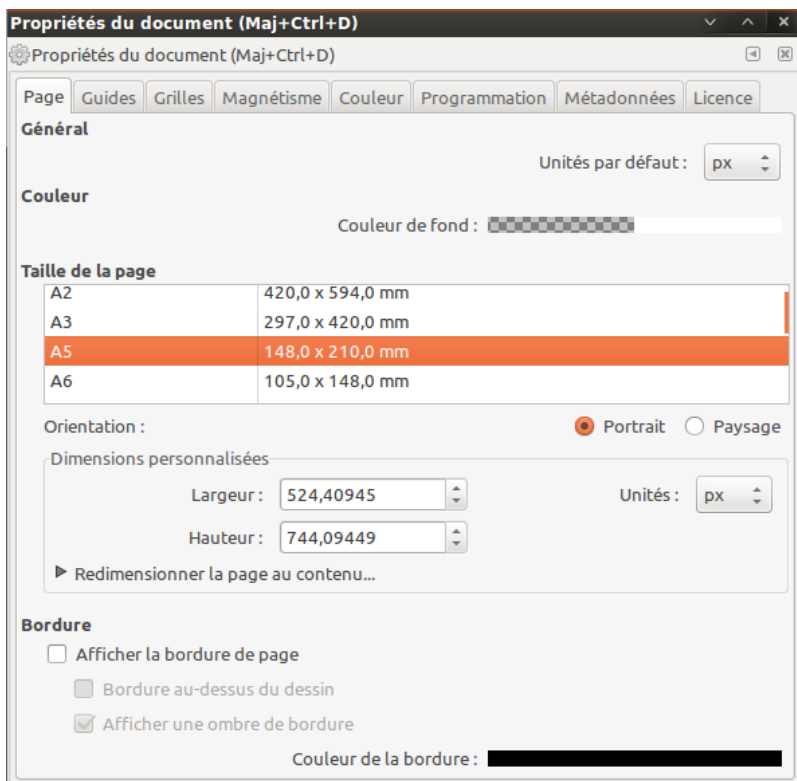 Propriétés du document (Maj+Ctrl+D)
Propriétés du document (Maj+Ctrl+D)
Page Guides Grilles Magnétisme Couleur Programmation Métadonnées Licence
Général
Unités par défaut : px
Couleur
Couleur de fond :
Taille de la page
A2 420,0 x 594,0 mm
A3 297,0 x 420,0 mm
A5 148,0 x 210,0 mm
A6 105,0 x 148,0 mm
Orientation : Portrait Paysage
Dimensions personnalisées
Largeur : 524,40945 Unités : px
Hauteur : 744,09449
Redimensionner la page au contenu...
Bordure
Afficher la bordure de page
Bordure au-dessus du dessin
Afficher une ombre de bordure
Couleur de la bordure :